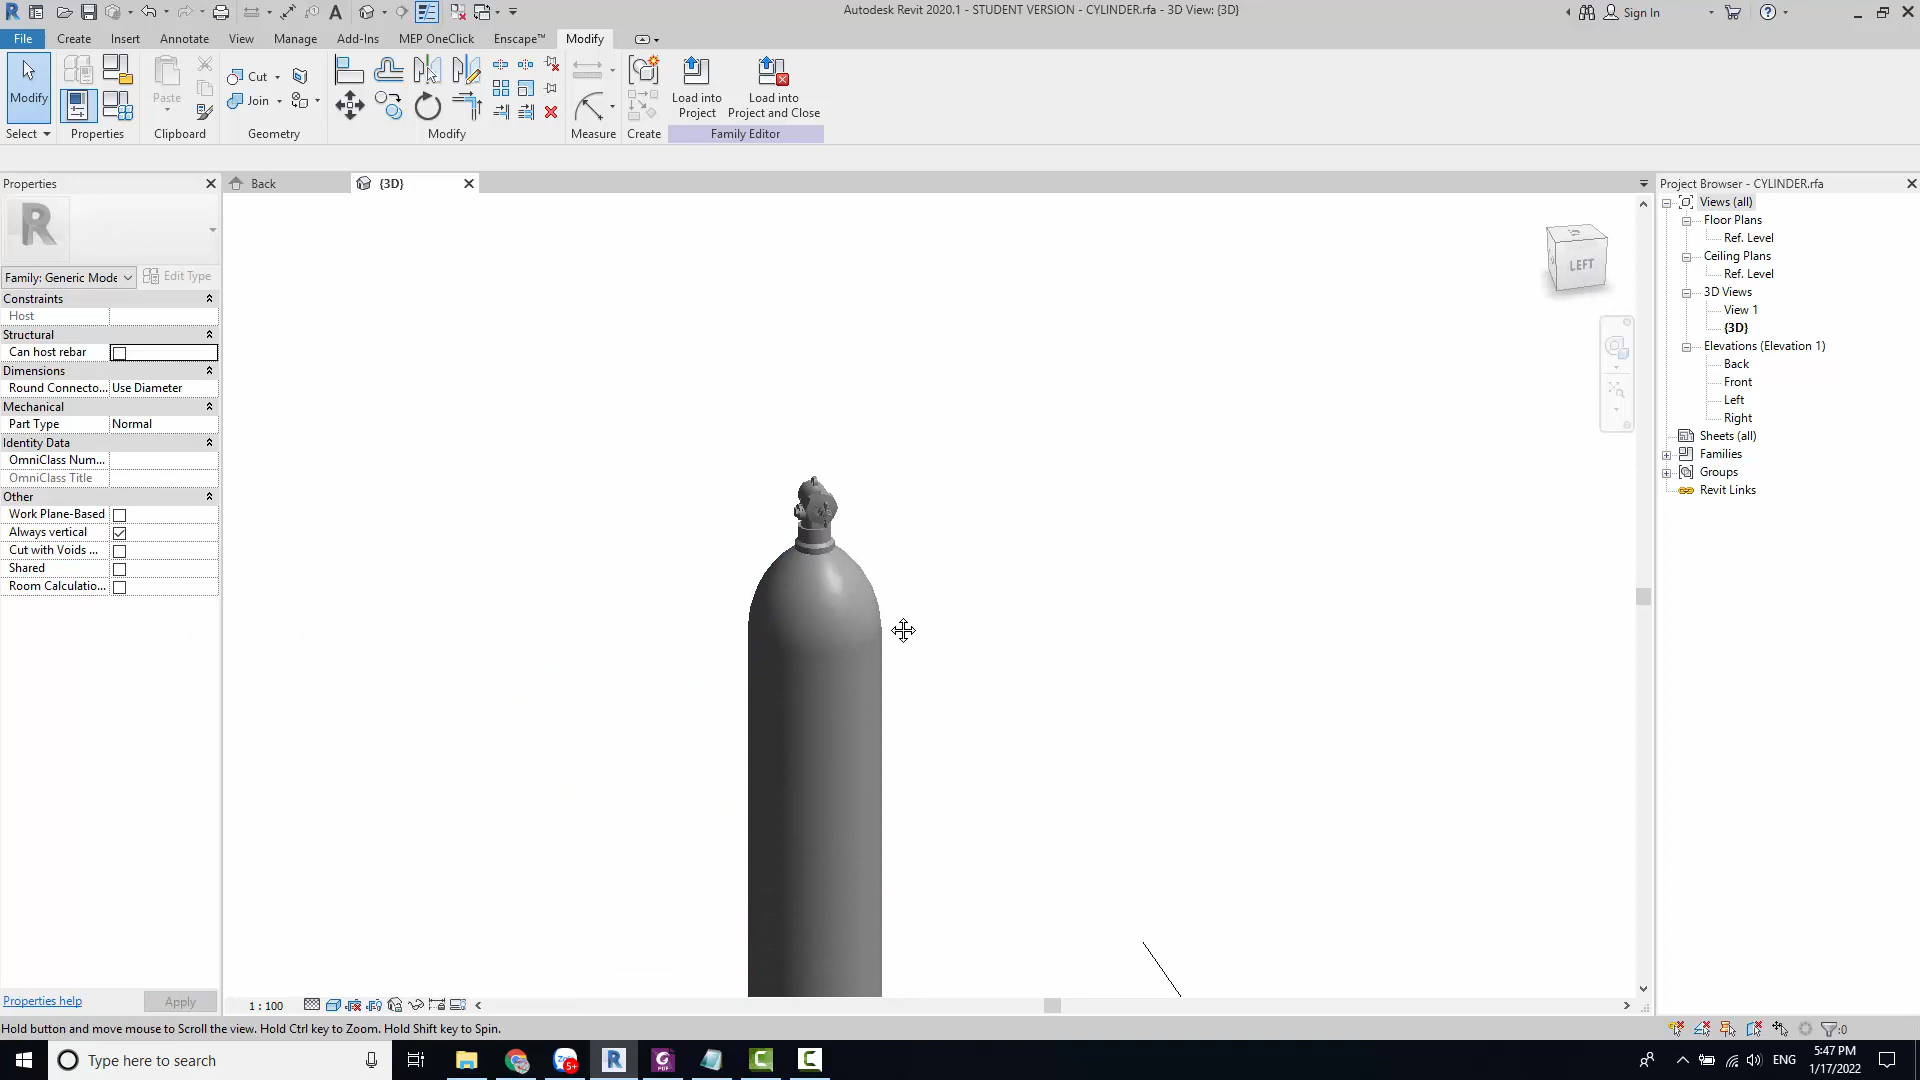 Autodesk Revit 2020.1 - STUDENT VERSION - CYLINDER.rfa - 3D View: {3D}
Sign In
File Create Insert Annotate View Manage Add-Ins MEP OneClick Enscape™ Modify
Modify
Paste
Cut
Join
Load into
Project
Load into
Project and Close
Select Properties Clipboard Geometry Modify Measure Create Family Editor
Properties
Back
{3D}
Project Browser - CYLINDER.rfa
R
Family: Generic Mode
Edit Type
Constraints
Host
Structural
Can host rebar
Dimensions
Round Connecto... Use Diameter
Mechanical
Part Type Normal
Identity Data
OmniClass Num...
OmniClass Title
Other
Work Plane-Based
Always vertical
Cut with Voids ...
Shared
Room Calculatio...
Properties help
Apply
LEFT
Views (all)
Floor Plans
Ref. Level
Ceiling Plans
Ref. Level
3D Views
View 1
{3D}
Elevations (Elevation 1)
Back
Front
Left
Right
Sheets (all)
Families
Groups
Revit Links
1 : 100
Hold button and move mouse to Scroll the view. Hold Ctrl key to Zoom. Hold Shift key to Spin.
:0
Type here to search
5+
ENG
5:47 PM
1/17/2022